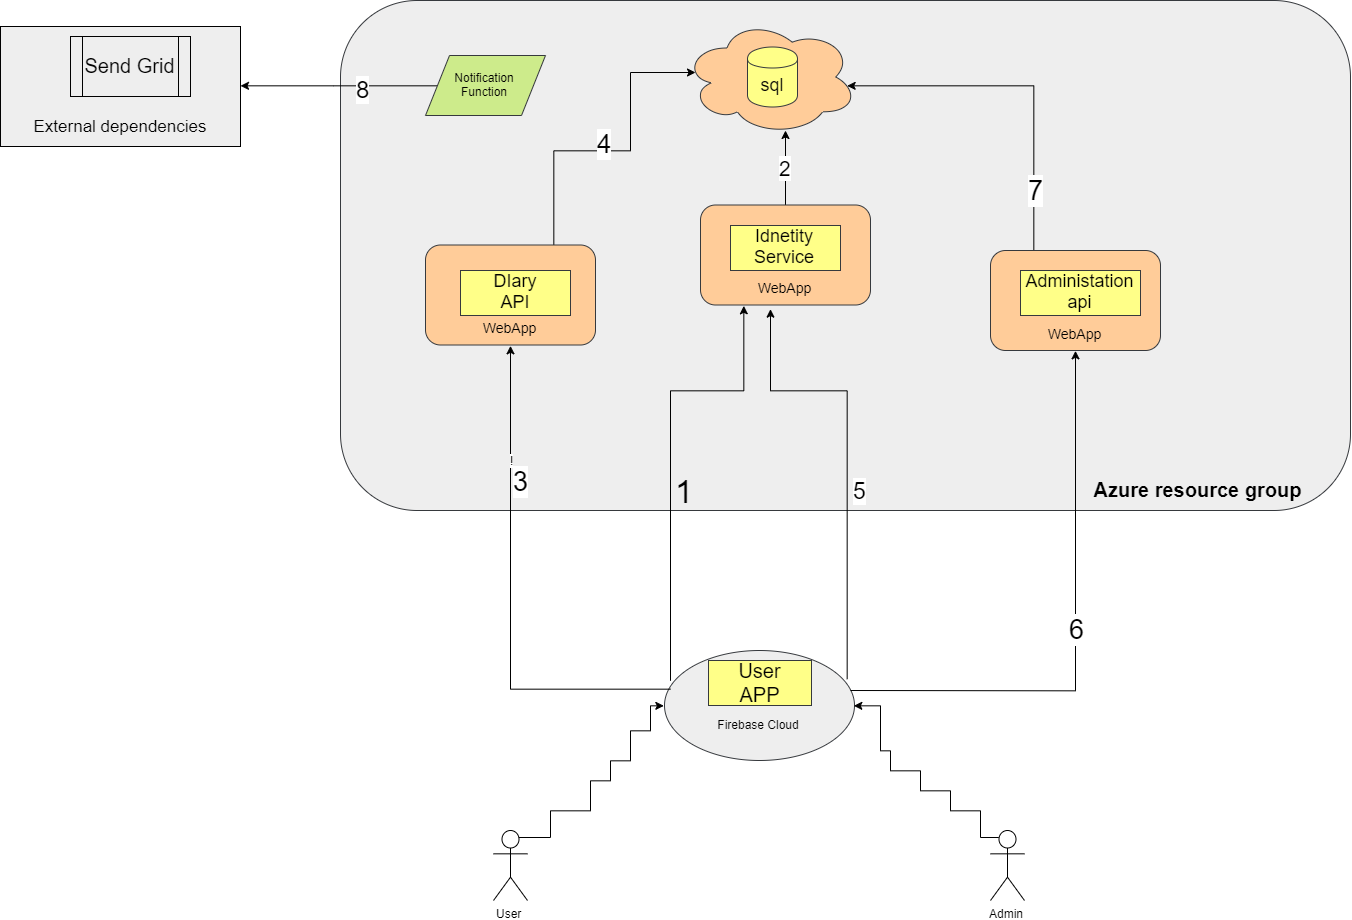 Send Grid
External dependencies
8
Notification
Function
sql
4
2
7
Idnetity
Service
WebApp
DIary
API
WebApp
Administation
api
WebApp
3
1
5
Azure resource group
6
User
APP
Firebase Cloud
User
Admin